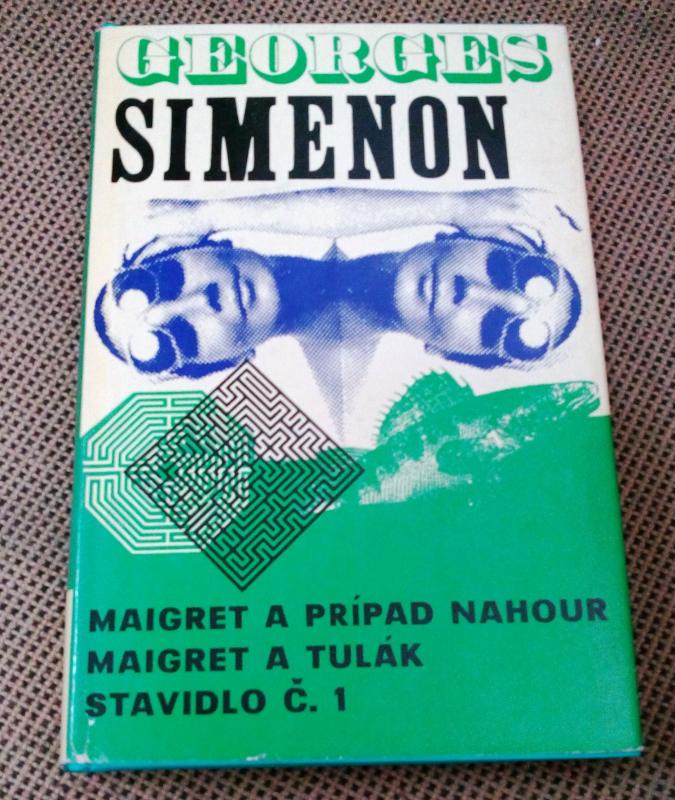 GEORGES
SIMENON
MAIGRET A PRÍPAD NAHOUR
MAIGRET A TULÁK
STAVIDLO Č. 1